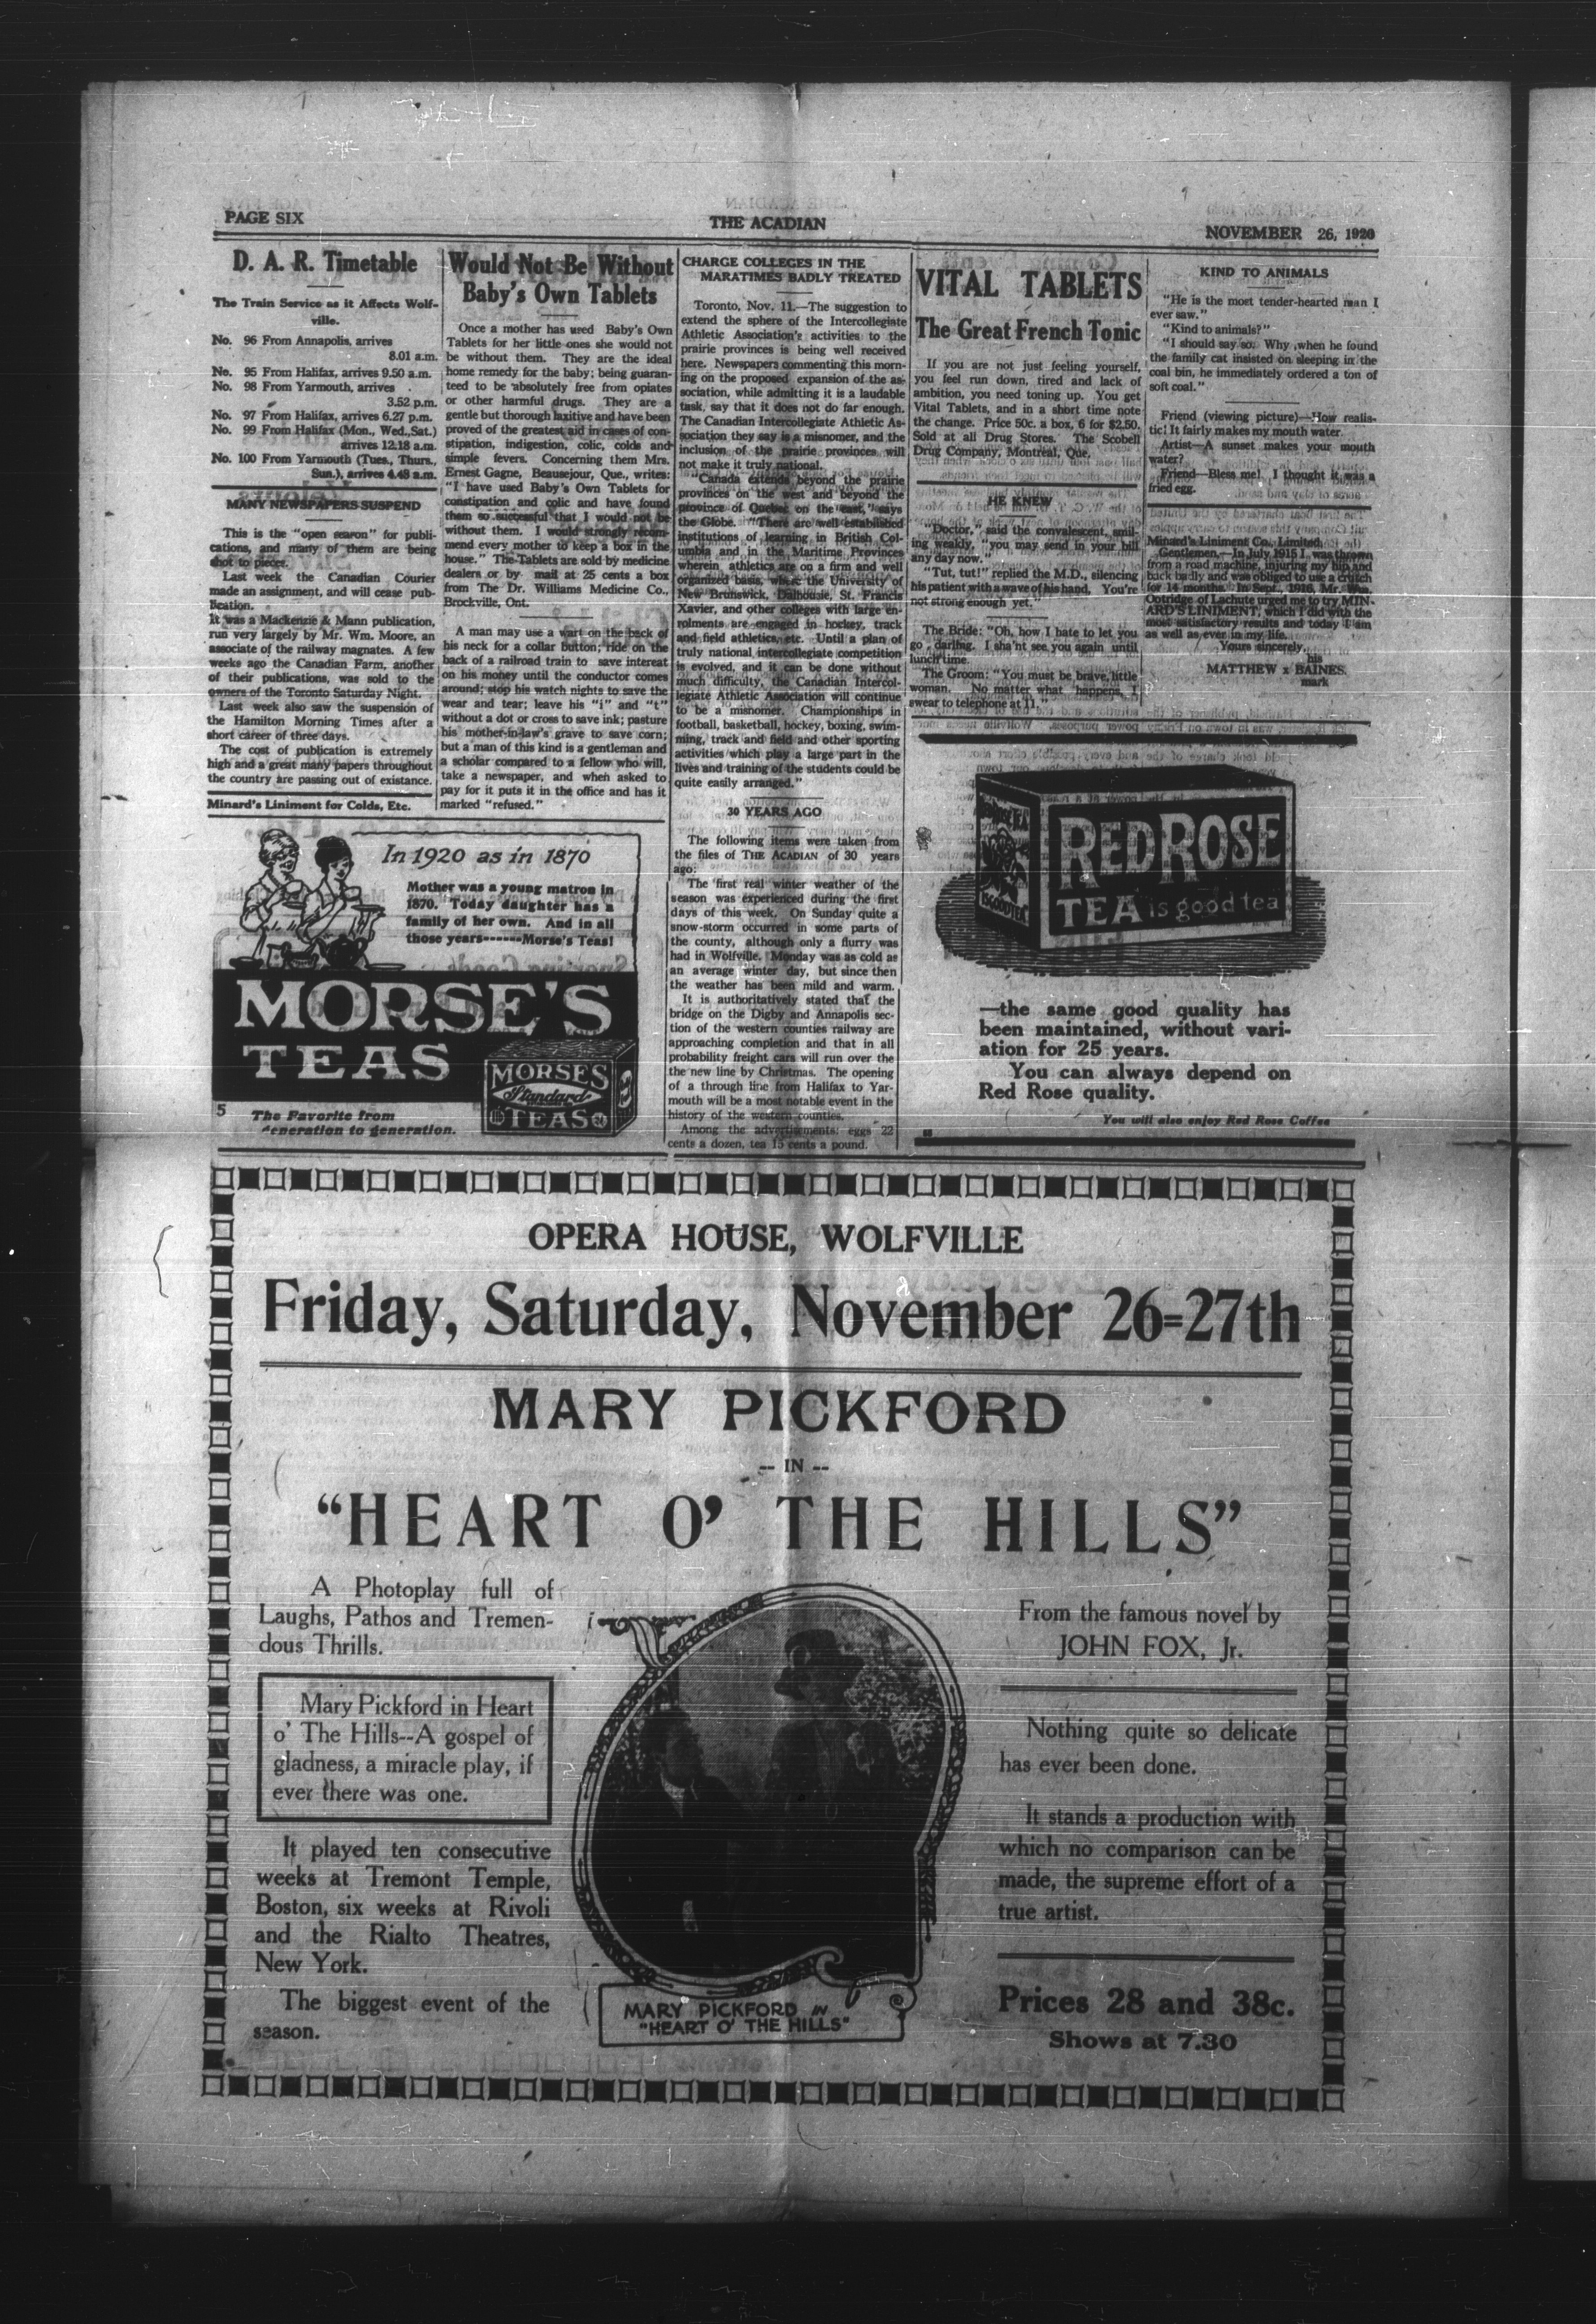 PAGE SIX
THE ACADIAN
NOVEMBER 26, 1920
D. A. R. Timetable
The Train Service as it Affects Wolf-
ville.
No. 96 From Annapolis, arrives
8.01 a.m.
No. 95 From Halifax, arrives 9.50 a.m.
No. 98 From Yarmouth, arrives
3.52 p.m.
No. 97 From Halifax, arrives 6.27 p.m.
No. 99 From Halifax (Mon., Wed., Sat.)
arrives 12.18 a.m.
No. 100 From Yarmouth (Tues., Thurs.,
Sun.), arrives 4.48 a.m.
MANY NEWSPAPERS SUSPEND
This is the "open searon" for publi-
cations, and marty of them are being
shot to pieces.
Last week the Canadian Courier
made an assignment, and will cease pub-
lication.
It was a Mackenzie & Mann publication,
run very largely by Mr. Wm. Moore, an
associate of the railway magnates. A few
weeks ago the Canadian Farm, another
of their publications, was sold to the
owners of the Toronto Saturday Night.
Last week also saw the suspension of
the Hamilton Morning Times after a
short career of three days.
The cost of publication is extremely
high and a great many papers throughout
the country are passing out of existance.
Minard's Liniment for Colds, Etc.
Would Not Be Without
Baby's Own Tablets
Once a mother has used Baby's Own
Tablets for her little ones she would not
be without them. They are the ideal
home remedy for the baby; being guaran-
teed to be absolutely free from opiates
or other harmful drugs. They are a
gentle but thorough laxitive and have been
proved of the greatest aid in cases of con-
stipation, indigestion, colic, colds and
simple fevers. Concerning them Mrs.
Ernest Gagne, Beausejour, Que., writes:
"I have used Baby's Own Tablets for
constipation and colic and have found
them so successful that I would not be
without them. I would strongly recom-
mend every mother to keep a box in the
house." The Tablets are sold by medicine
dealers or by mail at 25 cents a box
from The Dr. Williams Medicine Co.,
Brockville, Ont.
A man may use a wart on the back of
his neck for a collar button; ride on the
back of a railroad train to save intereat
on his money until the conductor comes
around; stop his watch nights to save the
wear and tear; leave his "i" and "t"
without a dot or cross to save ink; pasture
his mother-in-law's grave to save corn;
but a man of this kind is a gentleman and
a scholar compared to a fellow who will,
take a newspaper, and when asked to
pay for it puts it in the office and has it
marked "refused."
CHARGE COLLEGES IN THE
MARATIMES BADLY TREATED
Toronto, Nov. 11.—The suggestion to
extend the sphere of the Intercollegiate
Athletic Association's activities to the
prairie provinces is being well received
here. Newspapers commenting this morn-
ing on the proposed expansion of the as-
sociation, while admitting it is a laudable
task, say that it does not do far enough.
The Canadian Intercollegiate Athletic As-
sociation they say is a misnomer, and the
inclusion of the prairie provinces will
not make it truly national.
"Canada extends beyond the prairie
provinces on the west and beyond the
province of Quebec on the east," says
the Globe. "There are well established
institutions of learning in British Col-
umbia and in the Maritime Provinces
wherein athletics are on a firm and well
organized basis, where the University of
New Brunswick, Dalhousie, St. Francis
Xavier, and other colleges with large en-
rolments are engaged in hockey, track
and field athletics, etc. Until a plan of
truly national intercollegiate competition
is evolved, and it can be done without
much difficulty, the Canadian Intercol-
legiate Athletic Association will continue
to be a misnomer. Championships in
football, basketball, hockey, boxing, swim-
ming, track and field and other sporting
activities which play a large part in the
lives and training of the students could be
quite easily arranged."
30 YEARS AGO
The following items were taken from
the files of THE ACADIAN of 30 years
ago:
The first real winter weather of the
season was experienced during the first
days of this week. On Sunday quite a
snow-storm occurred in some parts of
the county, although only a flurry was
had in Wolfville. Monday was as cold as
an average winter day, but since then
the weather has been mild and warm.
It is authoritatively stated that the
bridge on the Digby and Annapolis sec-
tion of the western counties railway are
approaching completion and that in all
probability freight cars will run over the
the new line by Christmas. The opening
of a through line from Halifax to Yar-
mouth will be a most notable event in the
history of the western counties.
Among the advertisements: eggs 22
cents a dozen, tea 15 cents a pound.
VITAL TABLETS
The Great French Tonic
If you are not just feeling yourself,
you feel run down, tired and lack of
ambition, you need toning up. You get
Vital Tablets, and in a short time note
the change. Price 50c. a box, 6 for $2.50.
Sold at all Drug Stores. The Scobell
Drug Company, Montreal, Que.
HE KNEW
"Doctor," said the convalescent, smil-
ing weakly, "you may send in your bill
any day now."
"Tut, tut!" replied the M.D., silencing
his patient with a wave of his hand. You're
not strong enough yet."
The Bride: "Oh, how I hate to let you
go, darling. I sha'nt see you again until
lunch time.
The Groom: "You must be brave, little
woman. No matter what happens, I
swear to telephone at 11."
KIND TO ANIMALS
"He is the most tender-hearted man I
ever saw."
"Kind to animals?"
"I should say so. Why ,when he found
the family cat insisted on sleeping in the
coal bin, he immediately ordered a ton of
soft coal."
Friend (viewing picture)—How realis-
tic! It fairly makes my mouth water.
Artist—A sunset makes your mouth
water?
Friend—Bless me! I thought it was a
fried egg.
Minard's Liniment Co., Limited.
Gentlemen,—In July 1915 I was thrown
from a road machine, injuring my hip and
back badly and was obliged to use a crutch
for 14 months. In Sept., 1916, Mr. Wm.
Ootridge of Lachute urged me to try MIN-
ARD'S LINIMENT, which I did with the
most satisfactory results and today I am
as well as ever in my life.
Yours sincerely,
his
MATTHEW x BAINES.
mark
In 1920 as in 1870
Mother was a young matron in
1870. Today daughter has a
family of her own. And in all
those years------Morse's Teas!
MORSE'S
TEAS
MORSES
Standard
TEAS
5
The Favorite from
generation to generation.
RED ROSE
TEA is good tea
IS GOOD TEA
—the same good quality has
been maintained, without vari-
ation for 25 years.
You can always depend on
Red Rose quality.
You will also enjoy Red Rose Coffee
OPERA HOUSE, WOLFVILLE
Friday, Saturday, November 26=27th
MARY PICKFORD
-- IN --
"HEART O' THE HILLS"
A Photoplay full of
Laughs, Pathos and Tremen-
dous Thrills.
Mary Pickford in Heart
o' The Hills--A gospel of
gladness, a miracle play, if
ever there was one.
It played ten consecutive
weeks at Tremont Temple,
Boston, six weeks at Rivoli
and the Rialto Theatres,
New York.
The biggest event of the
season.
MARY PICKFORD IN
"HEART O' THE HILLS"
From the famous novel by
JOHN FOX, Jr.
Nothing quite so delicate
has ever been done.
It stands a production with
which no comparison can be
made, the supreme effort of a
true artist.
Prices 28 and 38c.
Shows at 7.30